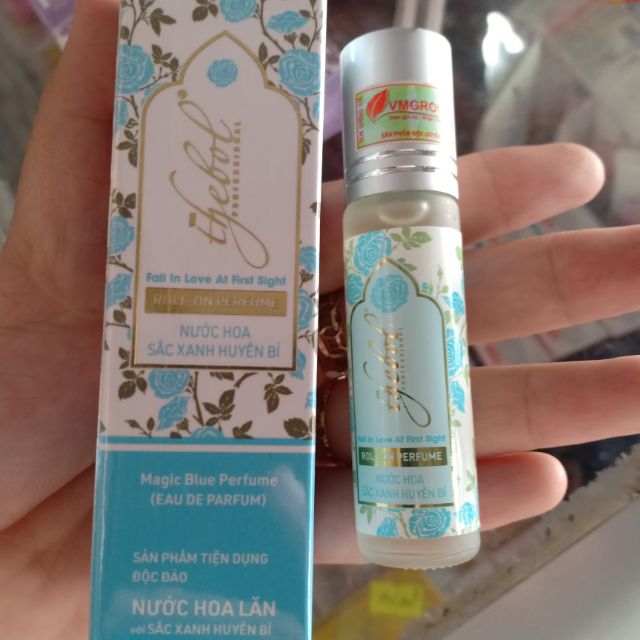 thebol
Fall In Love At First Sight
ROLL-ON PERFUME
NƯỚC HOA
SẮC XANH HUYỀN BÍ
Magic Blue Perfume
(EAU DE PARFUM)
SẢN PHẨM TIỆN DỤNG
ĐỘC ĐÁO
NƯỚC HOA LĂN
với SẮC XANH HUYỀN BÍ
VMGROU
thebol
Fall In Love At First Sight
ROLL-ON PERFUME
NƯỚC HOA
SẮC XANH HUYỀN BÍ